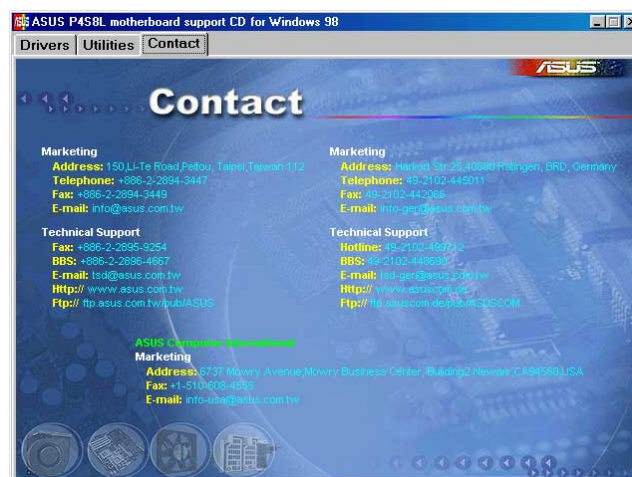 ASUS P4S8L motherboard support CD for Windows 98
Drivers Utilities Contact
ASUS
Contact
Marketing
Address: 150,Li-Te Road,Peitou, Taipei,Taiwan 112
Telephone: +886-2-2894-3447
Fax: +886-2-2894-3449
E-mail: info@asus.com.tw
Technical Support
Fax: +886-2-2895-9254
BBS: +886-2-2896-4667
E-mail: tsd@asus.com.tw
Http:// www.asus.com.tw
Ftp:// ftp.asus.com.tw/pub/ASUS
Marketing
Address: Harkort Str.25,40880 Ratingen, BRD, Germany
Telephone: 49-2102-445011
Fax: 49-2102-442066
E-mail: info-ger@asus.com.tw
Technical Support
Hotline:
BBS: 49-2102-448690
E-mail: tsd-ger@asus.com.tw
Http:// www.asuscom.de
Ftp:// ftp.asuscom.de/pub/ASUSCOM
ASUS Computer International
Marketing
Address: 6737 Mowry Avenue,Mowry Business Center, Building2 Newark,CA94560,USA
Fax: +1-510-608-4555
E-mail: info-usa@asus.com.tw